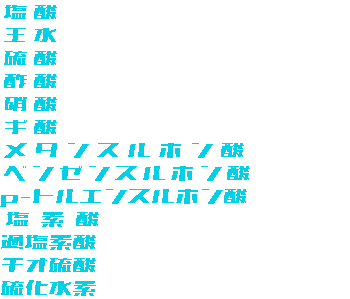 塩酸
王水
硫酸
酢酸
硝酸
ギ酸
メタンスルホン酸
ベンゼンスルホン酸
p-トルエンスルホン酸
塩素酸
過塩素酸
チオ硫酸
硫化水素